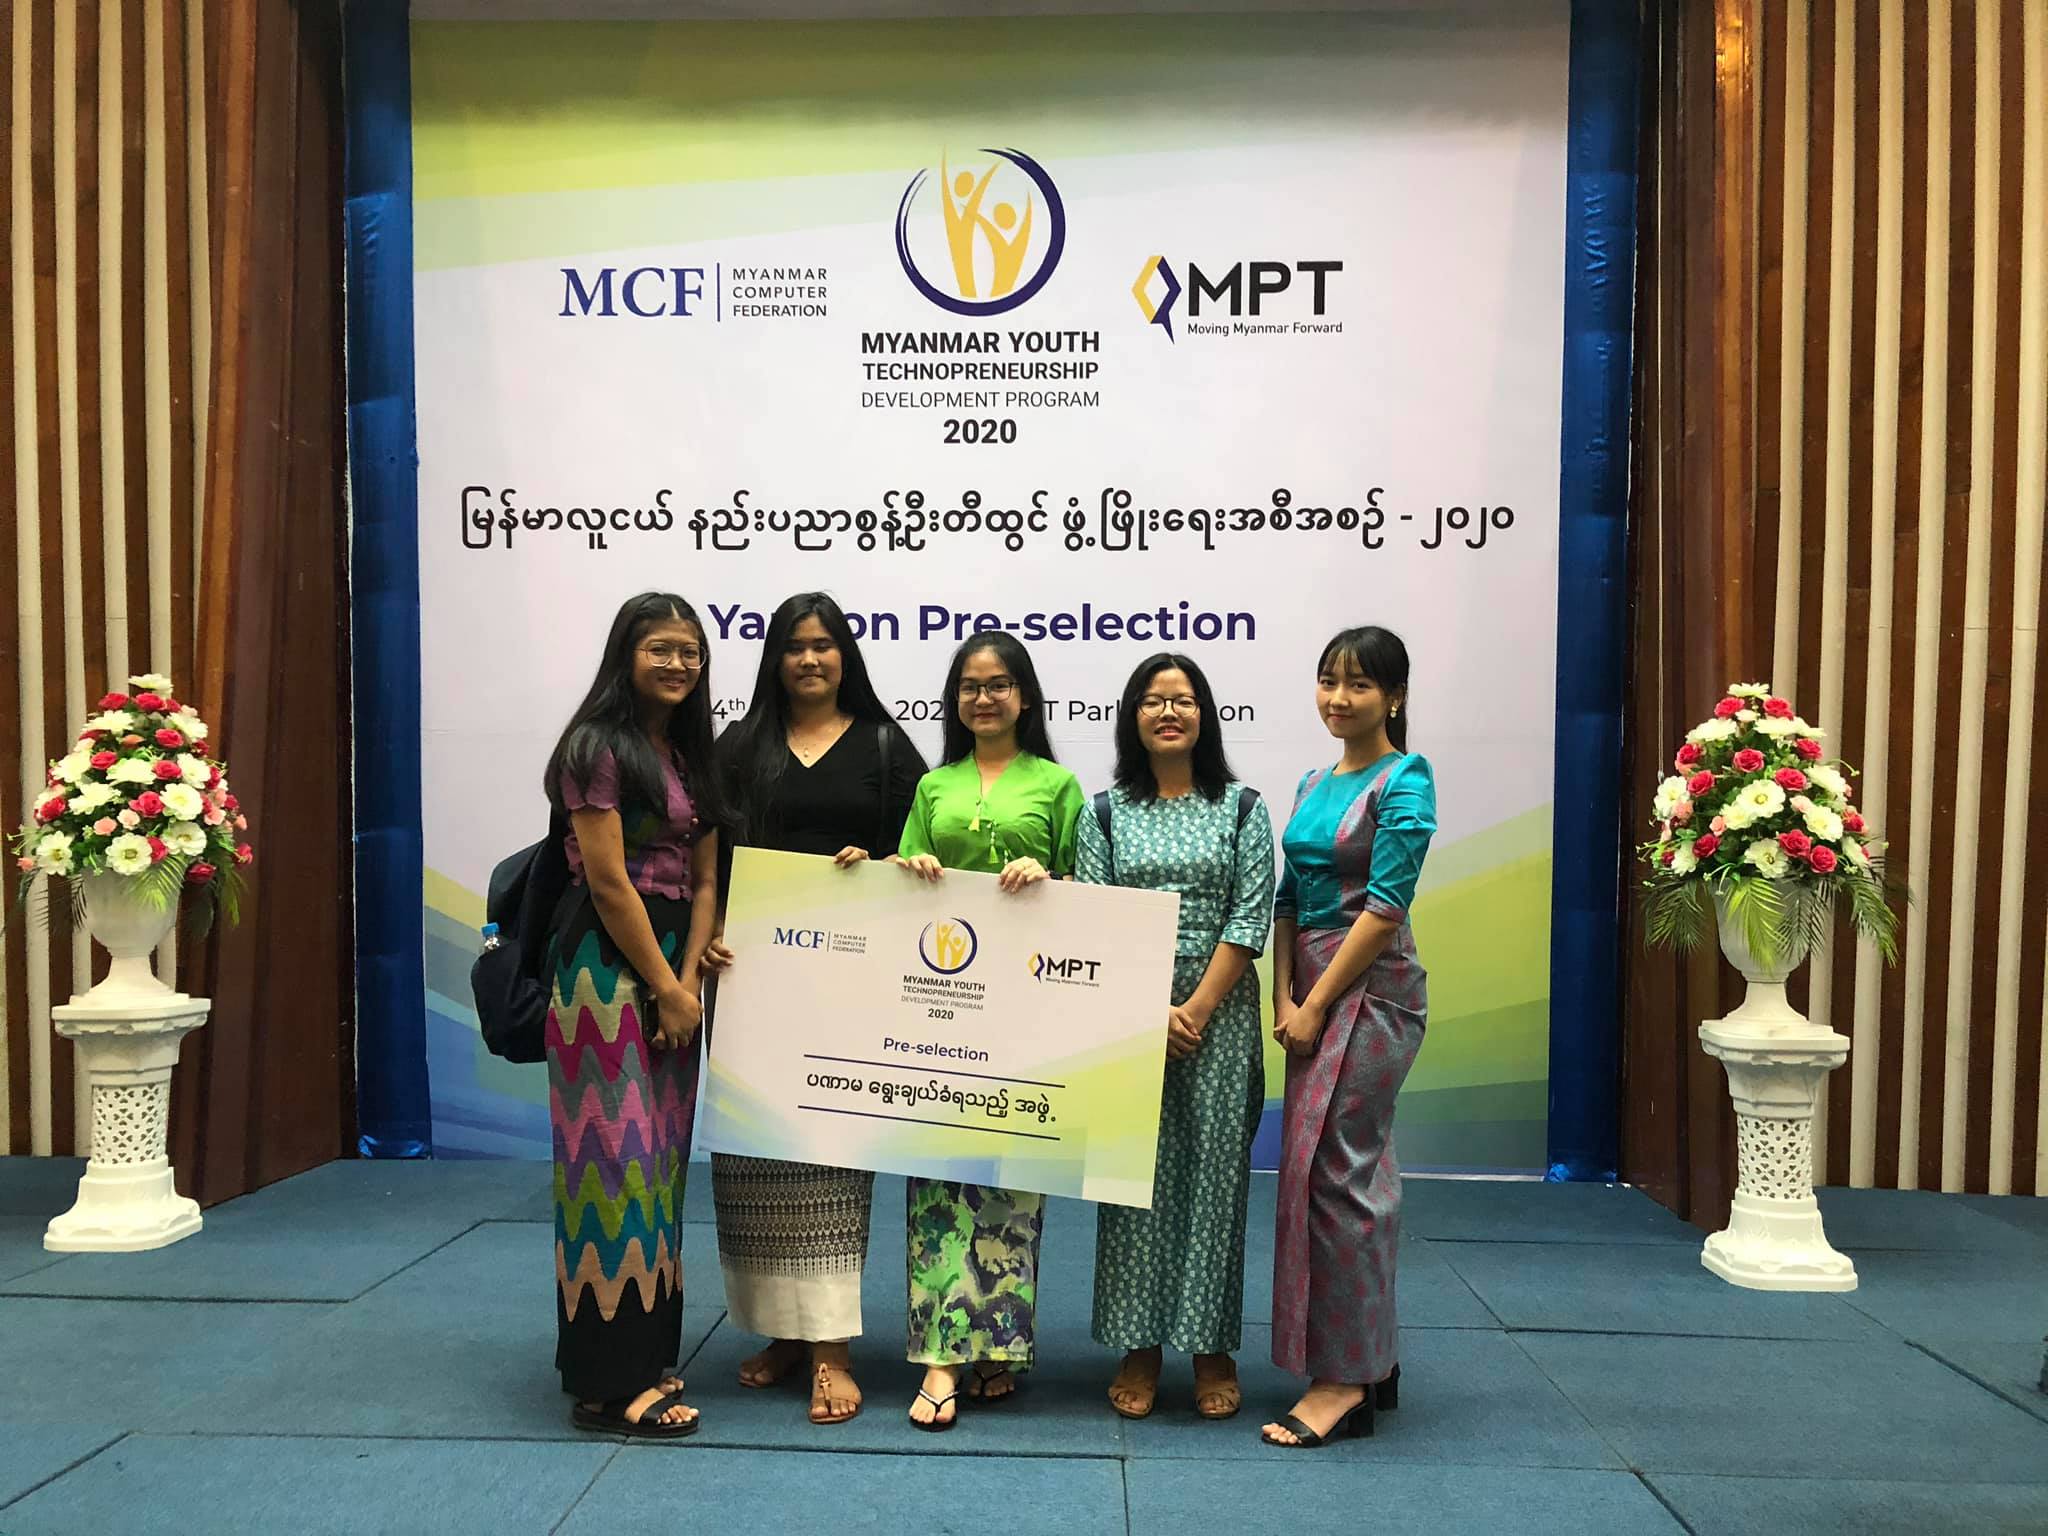 MCF
MYANMAR
COMPUTER
FEDERATION
MPT
Moving Myanmar Forward
MYANMAR YOUTH
TECHNOPRENEURSHIP
DEVELOPMENT PROGRAM
2020
မြန်မာလူငယ် နည်းပညာစွန့်ဦးတီထွင် ဖွံ့ဖြိုးရေးအစီအစဉ် - ၂၀၂၀
Pre-selection
MCF
MYANMAR
COMPUTER
FEDERATION
MPT
Moving Myanmar Forward
MYANMAR YOUTH
TECHNOPRENEURSHIP
DEVELOPMENT PROGRAM
2020
Pre-selection
ပဏာမ ရွေးချယ်ခံရသည့် အဖွဲ့